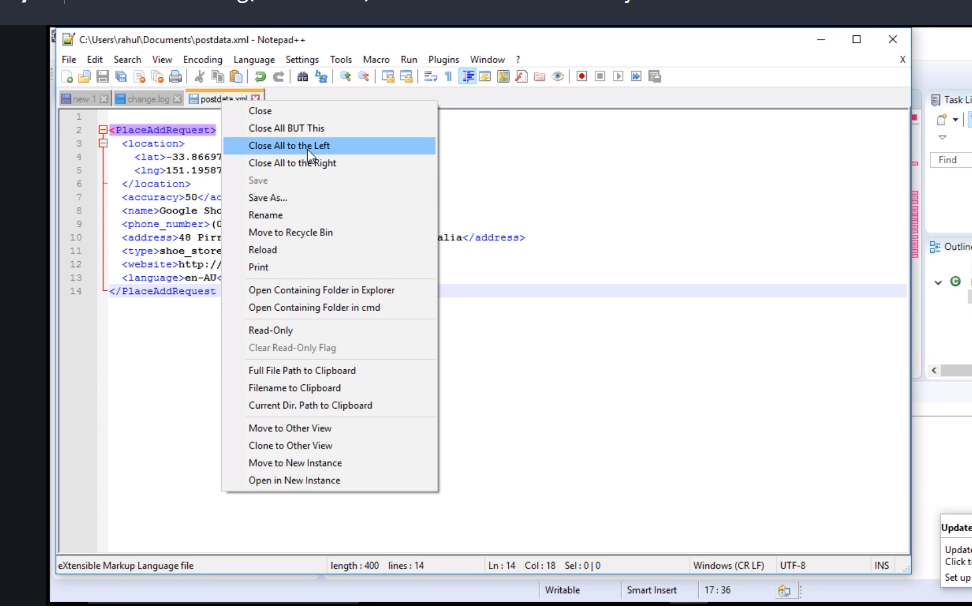 C:\Users\rahul\Documents\postdata.xml - Notepad++
File Edit Search View Encoding Language Settings Tools Macro Run Plugins Window ?
X
new 1 change.log postdata.xml
1
2 <PlaceAddRequest>
3 <location>
4 <lat>-33.86697
5 <lng>151.19587
6 </location>
7 <accuracy>50</ac
8 <name>Google Sho
9 <phone_number>(0
10 <address>48 Pirr alia</address>
11 <type>shoe_store
12 <website>http://
13 <language>en-AU<
14 </PlaceAddRequest
Close
Close All BUT This
Close All to the Left
Close All to the Right
Save
Save As...
Rename
Move to Recycle Bin
Reload
Print
Open Containing Folder in Explorer
Open Containing Folder in cmd
Read-Only
Clear Read-Only Flag
Full File Path to Clipboard
Filename to Clipboard
Current Dir. Path to Clipboard
Move to Other View
Clone to Other View
Move to New Instance
Open in New Instance
eXtensible Markup Language file length : 400 lines : 14 Ln : 14 Col : 18 Sel : 0 | 0 Windows (CR LF) UTF-8 INS
Task Li
Find
Outline
Update
Update
Click t
Set up
Writable Smart Insert 17 : 36